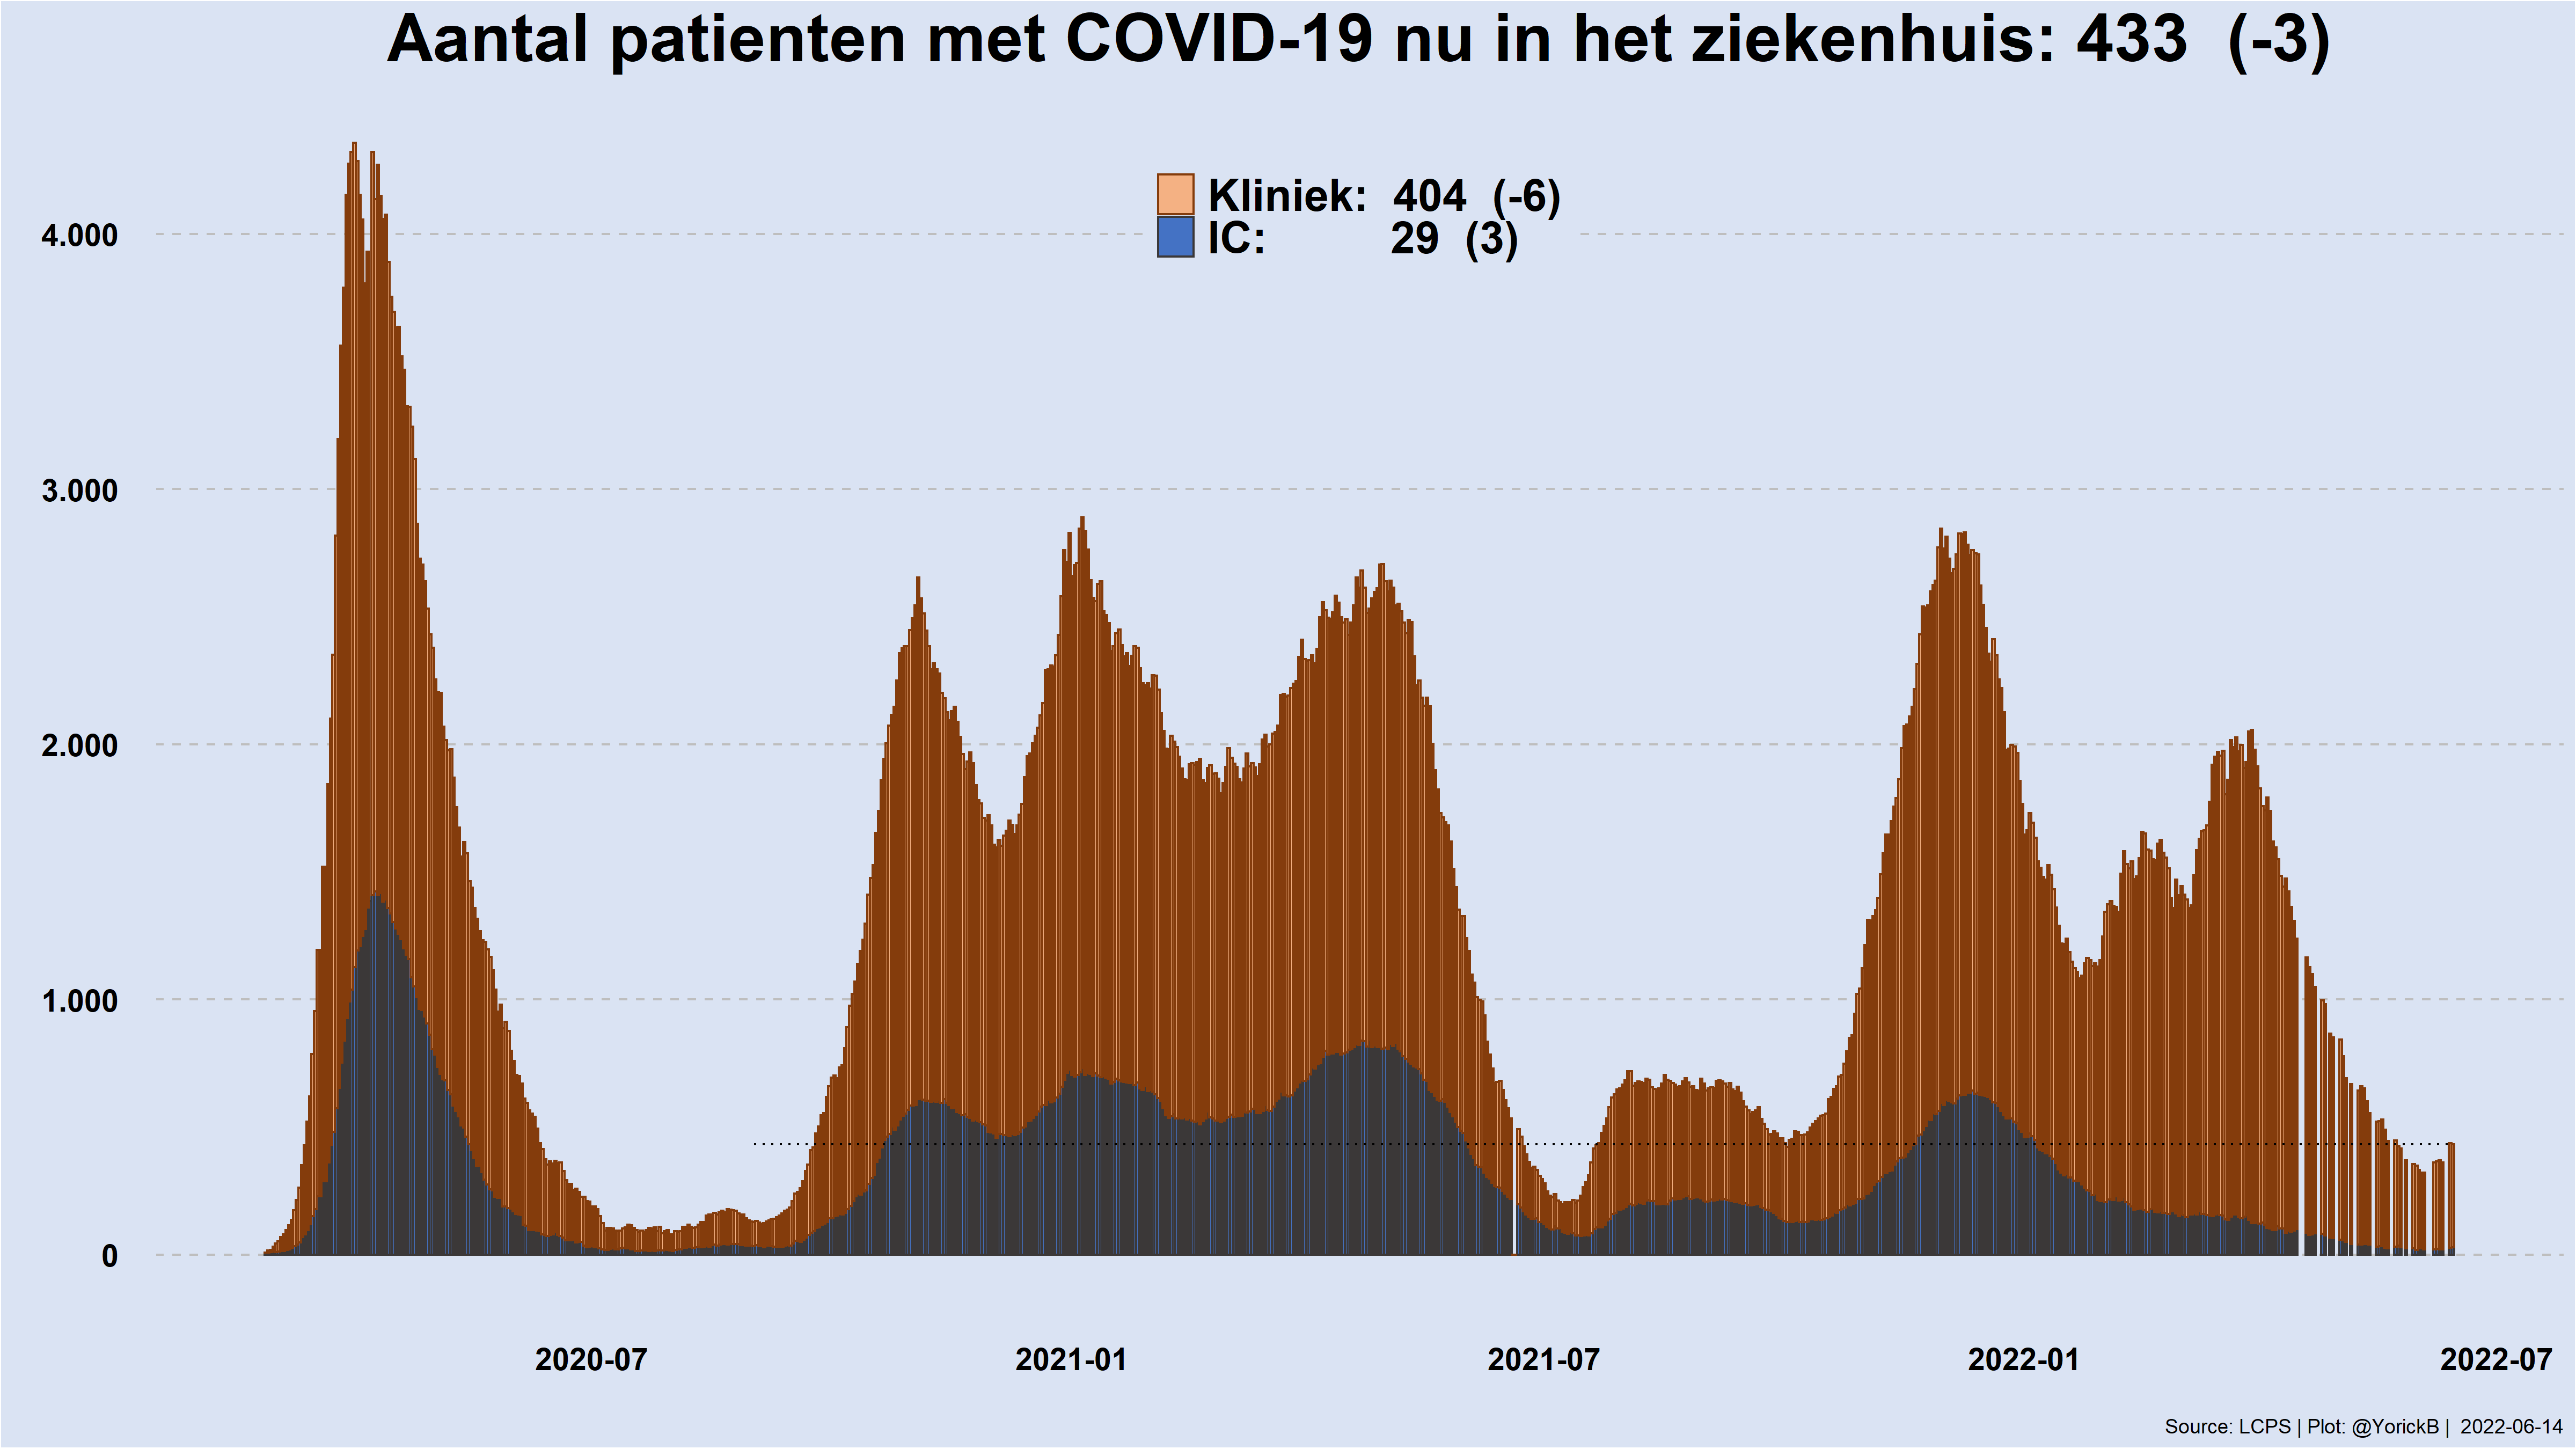 Aantal patienten met COVID-19 nu in het ziekenhuis: 433 (-3)
Kliniek: 404 (-6)
IC: 29 (3)
4.000
3.000
2.000
1.000
0
2020-07 2021-01 2021-07 2022-01 2022-07
Source: LCPS | Plot: @YorickB | 2022-06-14